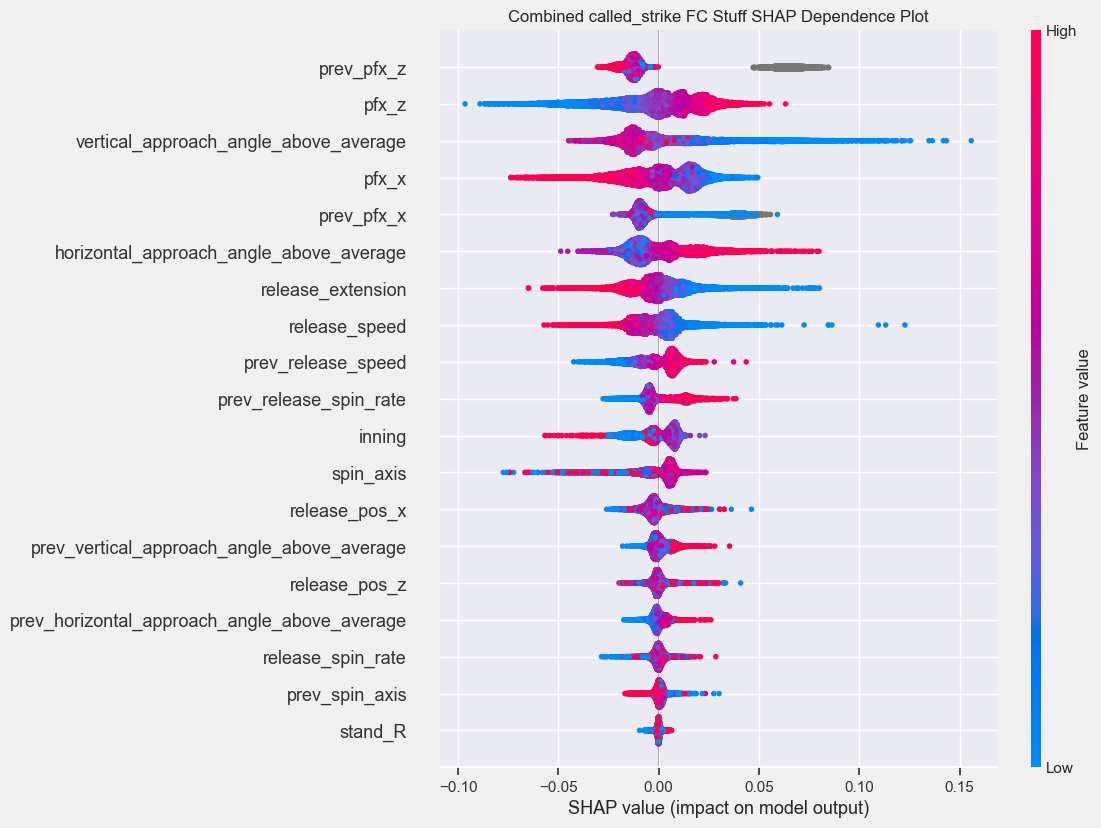 Combined called_strike FC Stuff SHAP Dependence Plot
High
prev_pfx_z
pfx_z
vertical_approach_angle_above_average
pfx_x
prev_pfx_x
horizontal_approach_angle_above_average
release_extension
release_speed
prev_release_speed
prev_release_spin_rate
inning
spin_axis
release_pos_x
prev_vertical_approach_angle_above_average
release_pos_z
prev_horizontal_approach_angle_above_average
release_spin_rate
prev_spin_axis
stand_R
Feature value
Low
−0.10 −0.05 0.00 0.05 0.10 0.15
SHAP value (impact on model output)